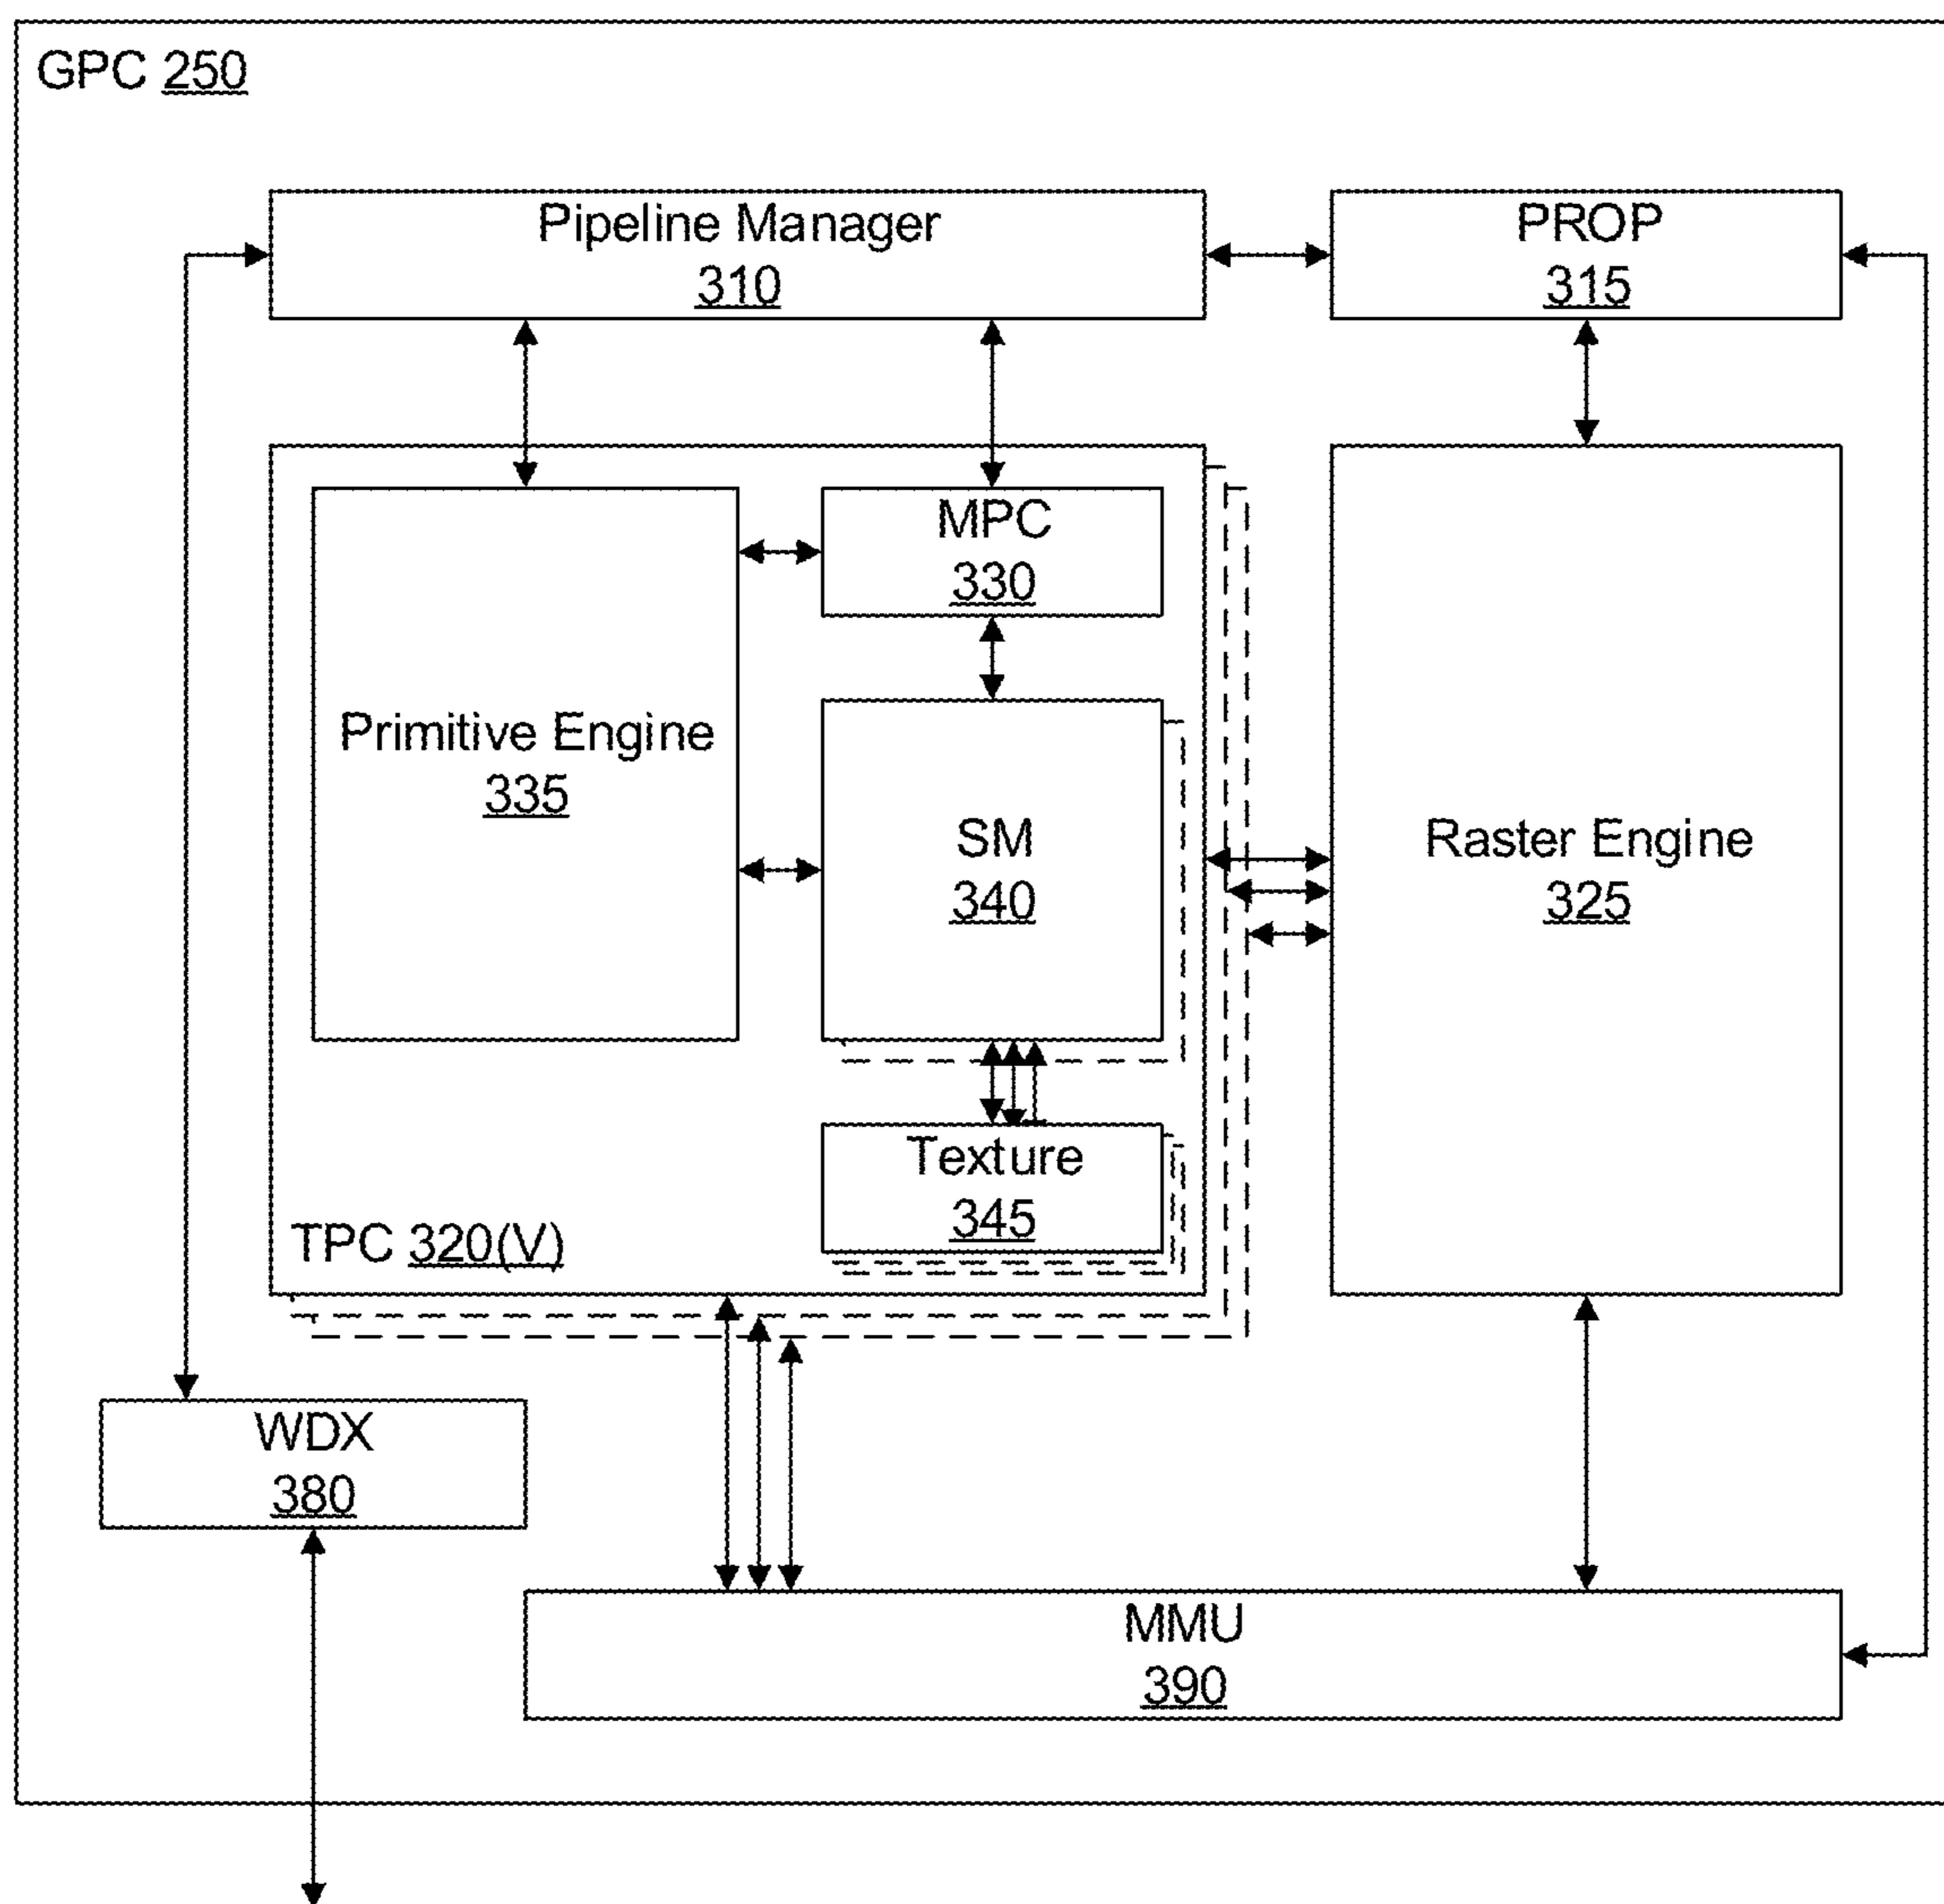 GPC 250
Pipeline Manager
310
PROP
315
MPC
330
Primitive Engine
335
SM
340
Raster Engine
325
Texture
345
TPC 320(V)
WDX
380
MMU
390